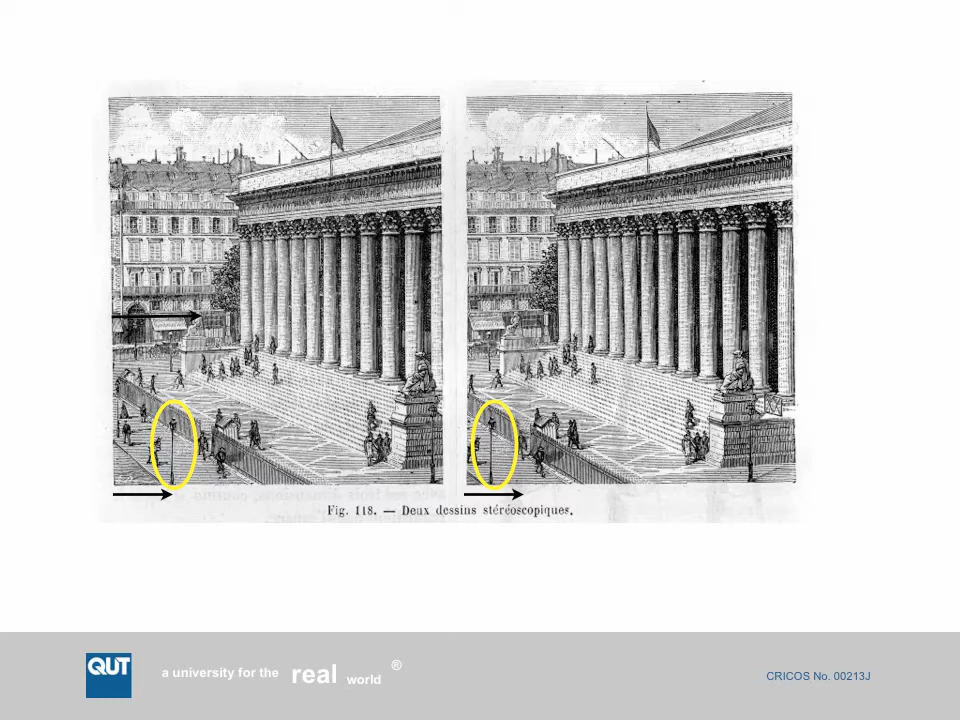 Fig. 118. — Deux dessins stéréoscopiques.
QUT
a university for the real world ®
CRICOS No. 00213J